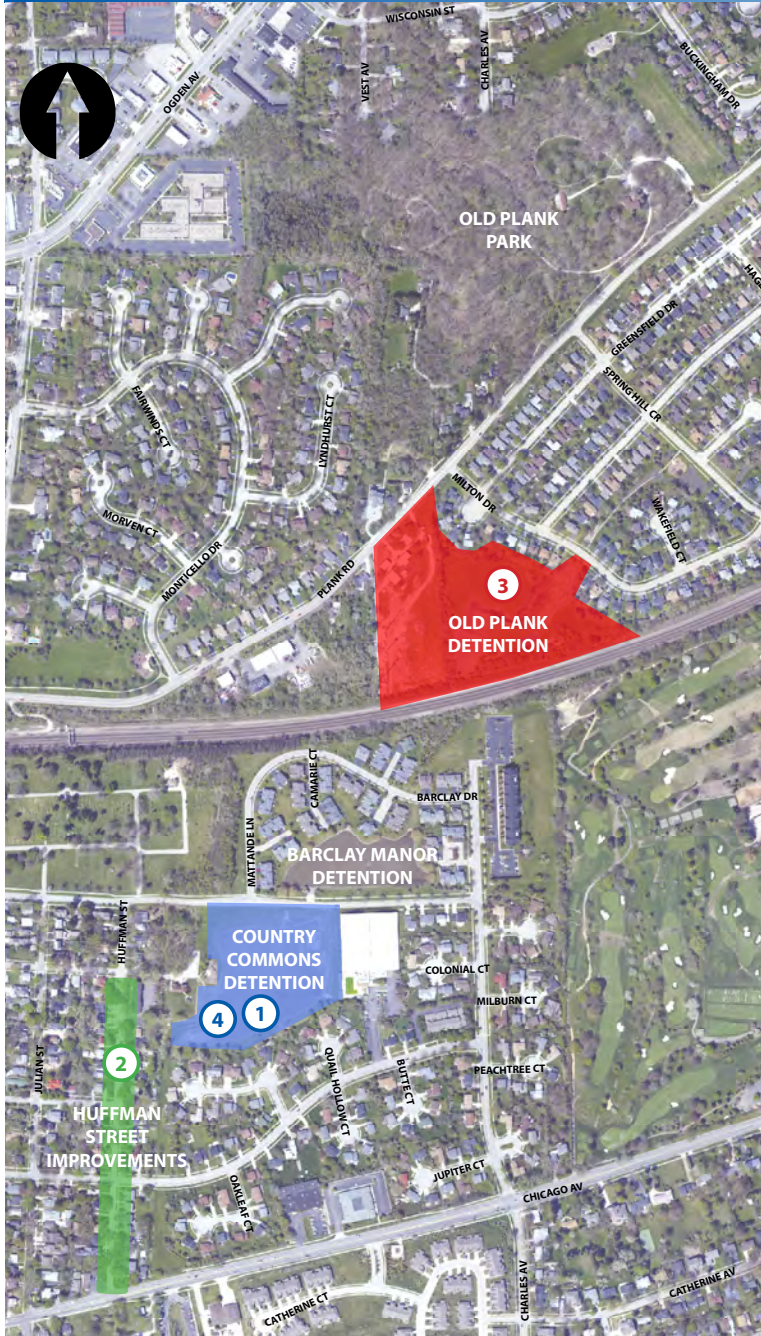 WISCONSIN ST
OGDEN AV
VEST AV
CHARLES AV
BUCKINGHAM DR
OLD PLANK
PARK
GREENSFIELD DR
SPRING HILL CR
FAIRWINDS CT
LYNDHURST CT
MORVEN CT
MONTICELLO DR
PLANK RD
MILTON DR
WAKEFIELD CT
3
OLD PLANK
DETENTION
CAMARIE CT
BARCLAY DR
MATTANDE LN
BARCLAY MANOR
DETENTION
HUFFMAN ST
COUNTRY
COMMONS
DETENTION
4
1
COLONIAL CT
MILBURN CT
JULIAN ST
2
QUAIL HOLLOW CT
BUTTE CT
PEACHTREE CT
HUFFMAN
STREET
IMPROVEMENTS
OAKLEAF CT
JUPITER CT
CHICAGO AV
CHARLES AV
CATHERINE CT
CATHERINE AV